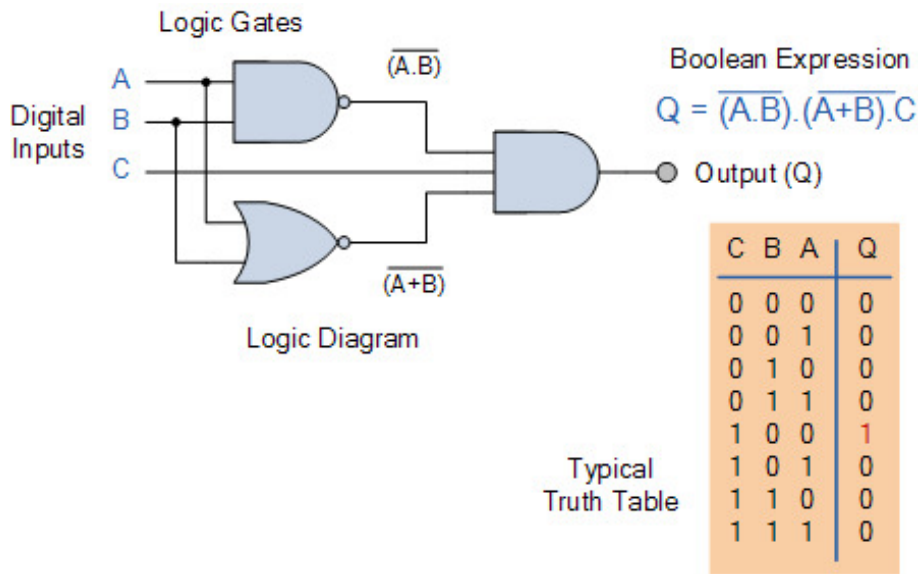 Logic Gates
A
B
C
Digital
Inputs
(A.B)
(A+B)
Logic Diagram
Boolean Expression
Q = (A.B).(A+B).C
Output (Q)
C B A Q
0 0 0 0
0 0 1 0
0 1 0 0
0 1 1 0
1 0 0 1
1 0 1 0
1 1 0 0
1 1 1 0
Typical
Truth Table